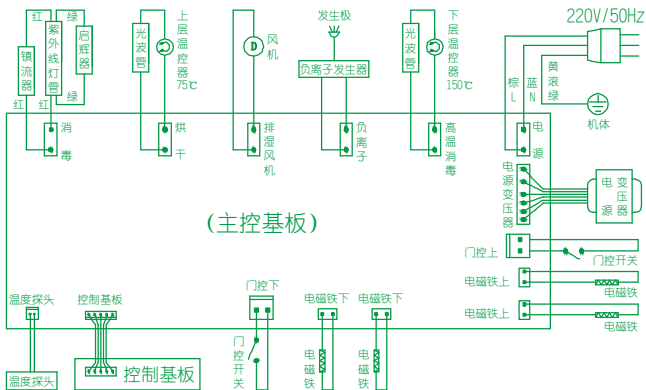 红
绿
镇流器
紫外线灯管
启辉器
红
红
绿
光波管
上层温控器
75℃
风机
发生极
负离子发生器
光波管
下层温控器
150℃
220V/50Hz
棕
L
蓝
N
黄滚绿
机体
消毒
烘干
排湿风机
负离子
高温消毒
电源
电源变压器
电源
变压器
(主控基板)
门控上
门控开关
电磁铁上
电磁铁
电磁铁上
电磁铁
温度探头
控制基板
门控下
电磁铁下
电磁铁下
门控开关
电磁铁
电磁铁
温度探头
控制基板